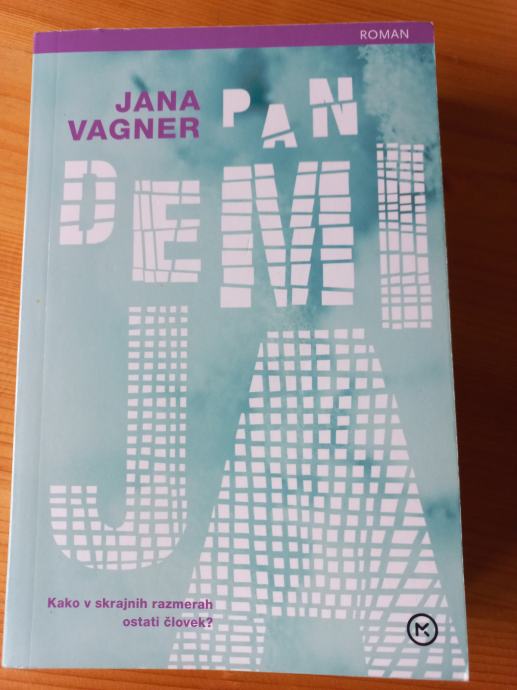 ROMAN
JANA
VAGNER
PAN
DEMI
JA
Kako v skrajnih razmerah
ostati človek?